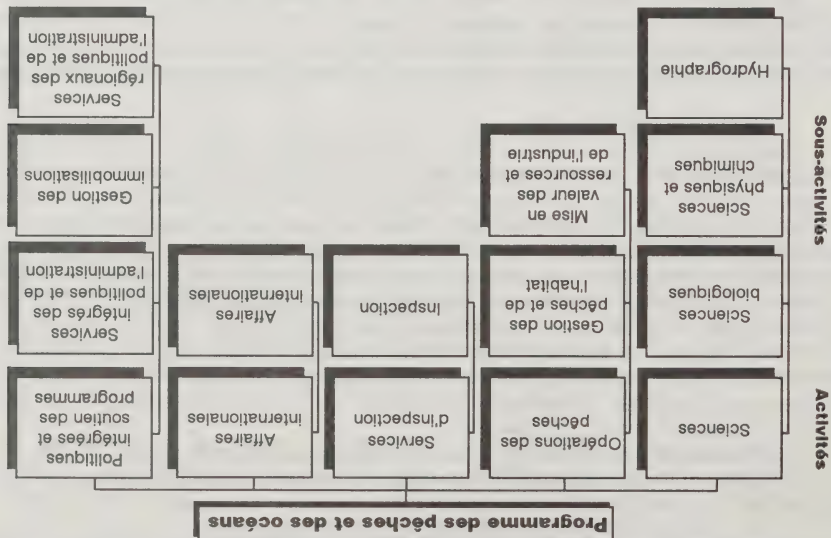 Programme des pêches et des océans
Activités
Sciences
Opérations des
pêches
Services
d'inspection
Affaires
internationales
Politiques
intégrées et
soutien des
programmes
Sous-activités
Sciences
biologiques
Gestion des
pêches et de
l'habitat
Inspection
Affaires
internationales
Services
intégrés des
politiques et de
l'administration
Sciences
physiques et
chimiques
Mise en
valeur des
ressources et
de l'industrie
Gestion des
immobilisations
Hydrographie
Services
régionaux des
politiques et de
l'administration